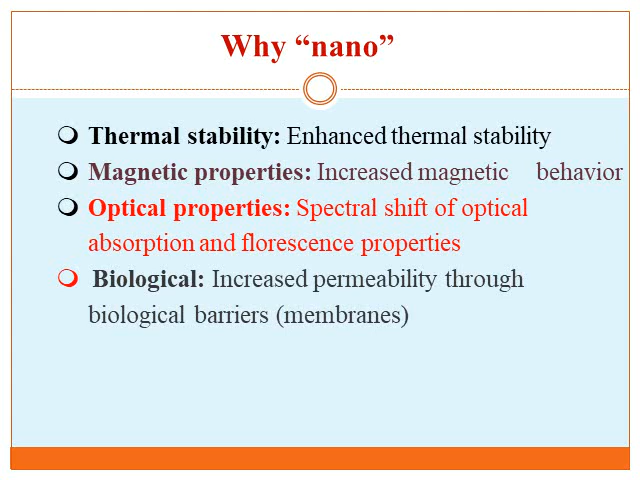 Why “nano”
Thermal stability: Enhanced thermal stability
Magnetic properties: Increased magnetic behavior
Optical properties: Spectral shift of optical
absorption and florescence properties
Biological: Increased permeability through
biological barriers (membranes)